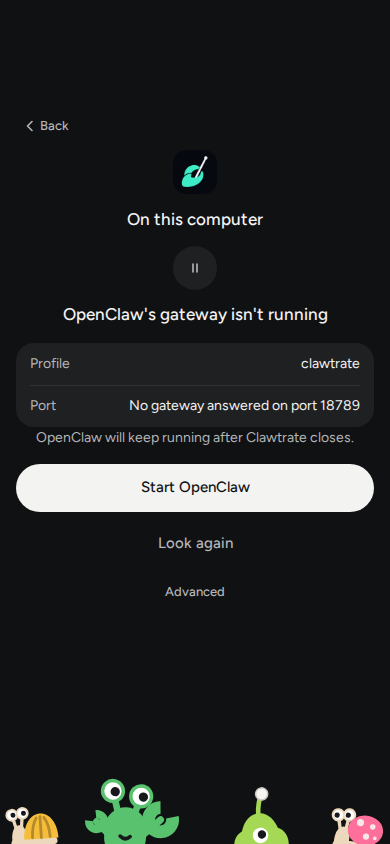 Back
On this computer
OpenClaw's gateway isn't running
Profile clawtrate
Port No gateway answered on port 18789
OpenClaw will keep running after Clawtrate closes.
Start OpenClaw
Look again
Advanced